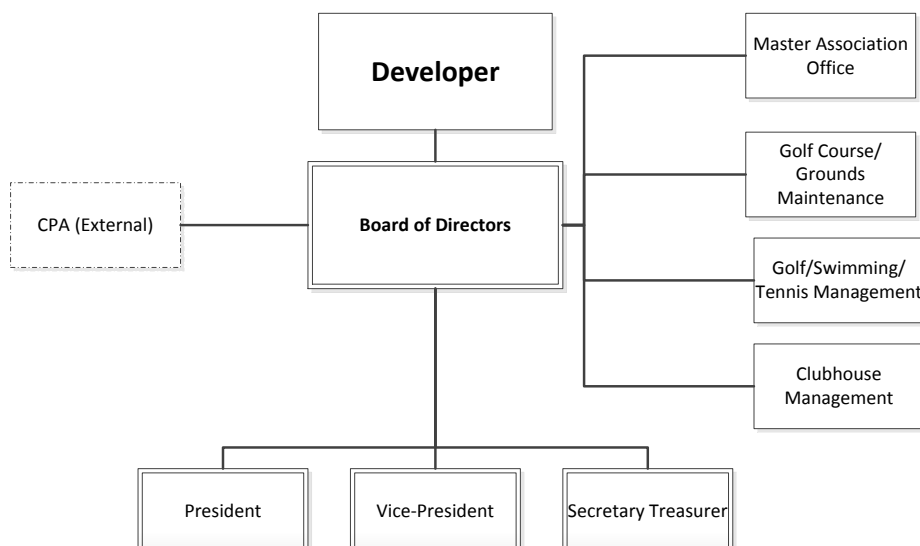 Developer
Master Association
Office
Golf Course/
Grounds
Maintenance
CPA (External)
Board of Directors
Golf/Swimming/
Tennis Management
Clubhouse
Management
President
Vice-President
Secretary Treasurer